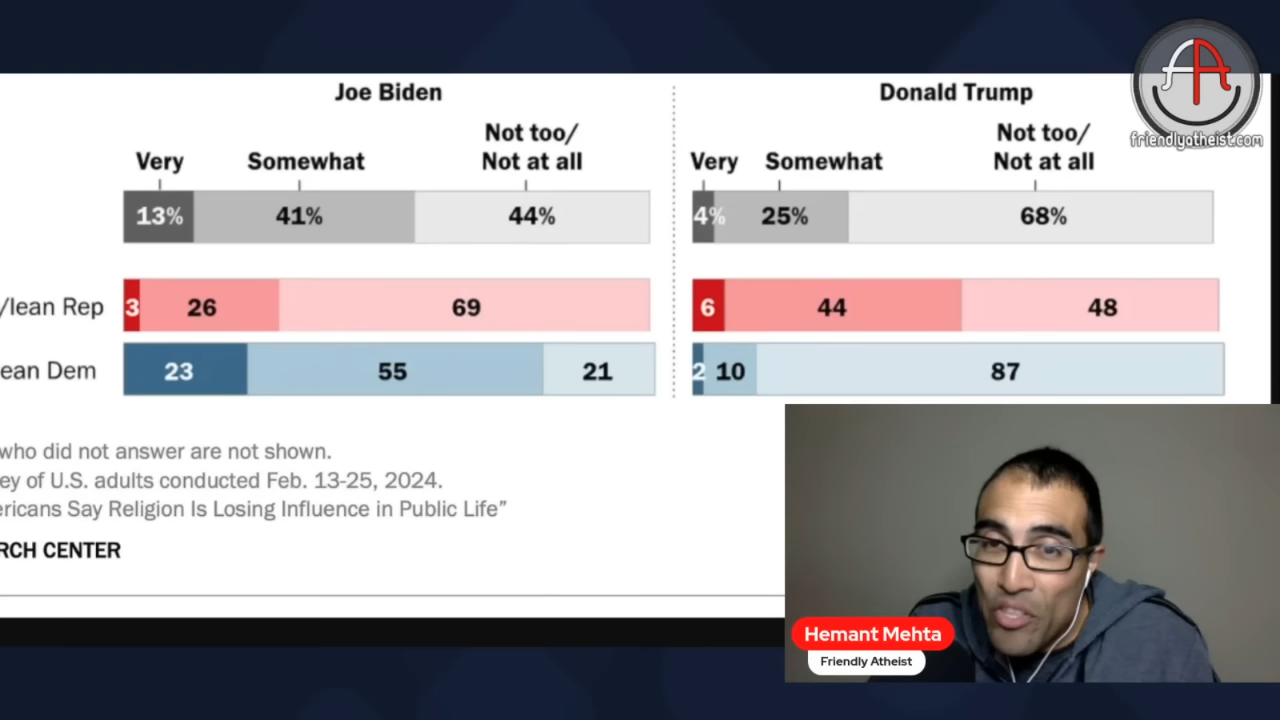 Joe Biden
Donald Trump
friendlyatheist.com
Very
Somewhat
Not too/
Not at all
Very
Somewhat
Not too/
Not at all
13%
41%
44%
4%
25%
68%
/lean Rep
3
26
69
6
44
48
ean Dem
23
55
21
2
10
87
who did not answer are not shown.
ey of U.S. adults conducted Feb. 13-25, 2024.
ericans Say Religion Is Losing Influence in Public Life”
RCH CENTER
Hemant Mehta
Friendly Atheist